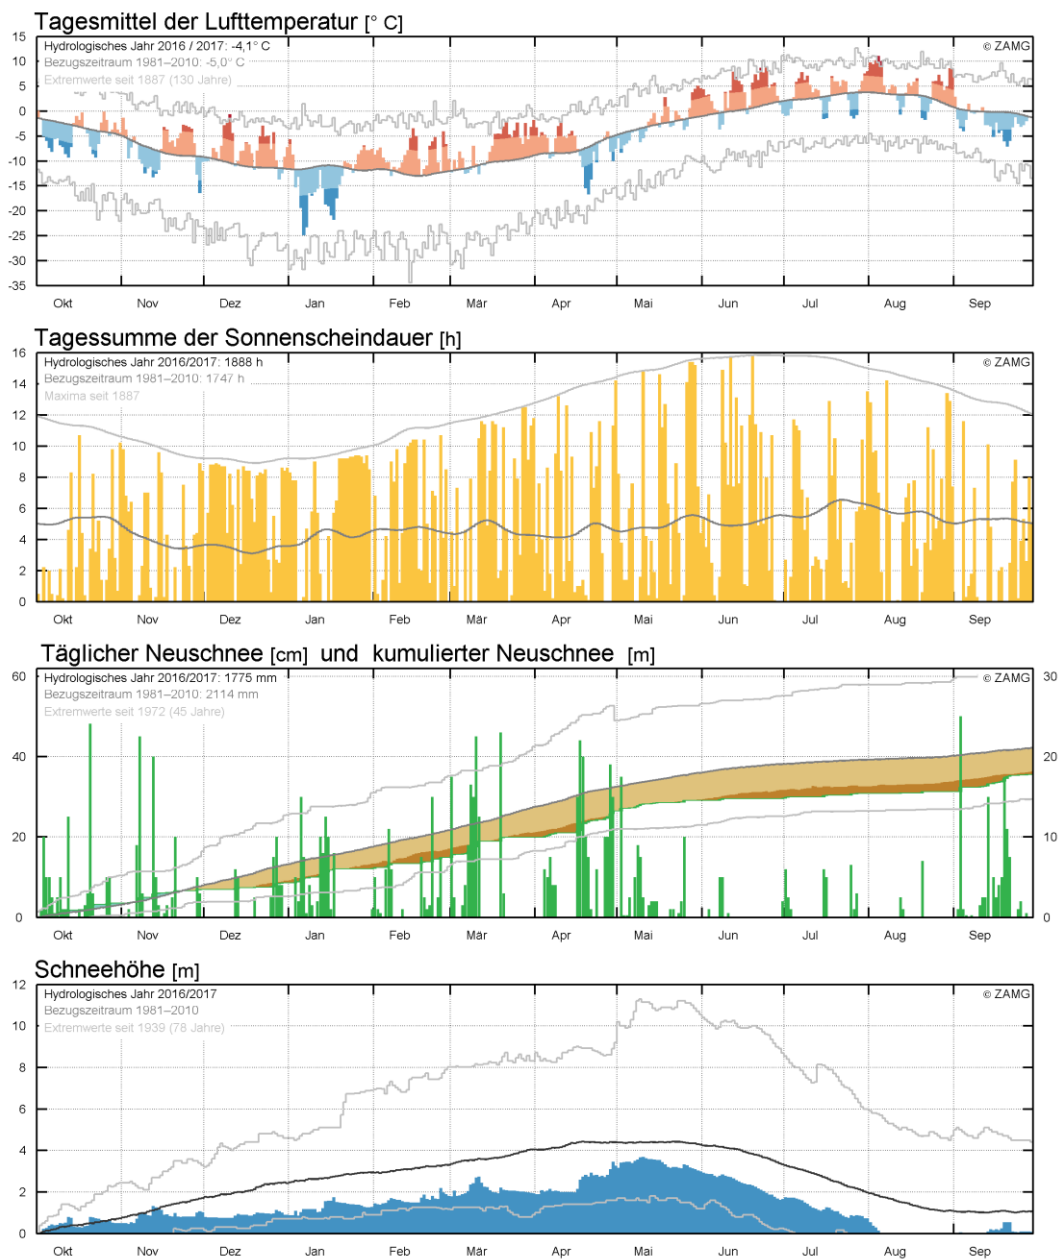 Tagesmittel der Lufttemperatur [° C]
15
10
5
0
-5
-10
-15
-20
-25
-30
-35
Hydrologisches Jahr 2016 / 2017: -4,1° C
Bezugszeitraum 1981–2010: -5,0° C
Extremwerte seit 1887 (130 Jahre)
© ZAMG
Okt Nov Dez Jan Feb Mär Apr Mai Jun Jul Aug Sep
Tagessumme der Sonnenscheindauer [h]
16
14
12
10
8
6
4
2
0
Hydrologisches Jahr 2016/2017: 1888 h
Bezugszeitraum 1981–2010: 1747 h
Maxima seit 1887
© ZAMG
Okt Nov Dez Jan Feb Mär Apr Mai Jun Jul Aug Sep
Täglicher Neuschnee [cm] und kumulierter Neuschnee [m]
60
40
20
0
Hydrologisches Jahr 2016/2017: 1775 mm
Bezugszeitraum 1981–2010: 2114 mm
Extremwerte seit 1972 (45 Jahre)
© ZAMG
30
20
10
0
Okt Nov Dez Jan Feb Mär Apr Mai Jun Jul Aug Sep
Schneehöhe [m]
12
10
8
6
4
2
0
Hydrologisches Jahr 2016/2017
Bezugszeitraum 1981–2010
Extremwerte seit 1939 (78 Jahre)
© ZAMG
Okt Nov Dez Jan Feb Mär Apr Mai Jun Jul Aug Sep